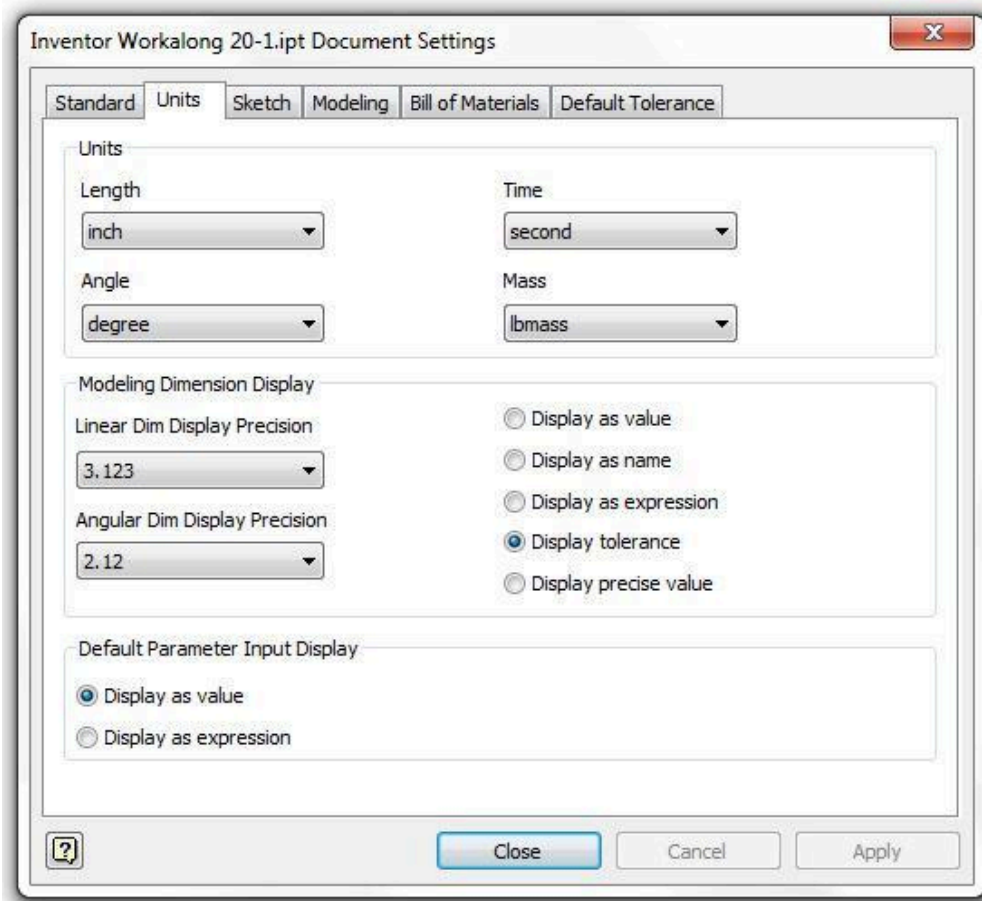 Inventor Workalong 20-1.ipt Document Settings
Standard Units Sketch Modeling Bill of Materials Default Tolerance
Units
Length Time
inch second
Angle Mass
degree lbmass
Modeling Dimension Display
Linear Dim Display Precision
3.123
Angular Dim Display Precision
2.12
Display as value
Display as name
Display as expression
Display tolerance
Display precise value
Default Parameter Input Display
Display as value
Display as expression
? Close Cancel Apply